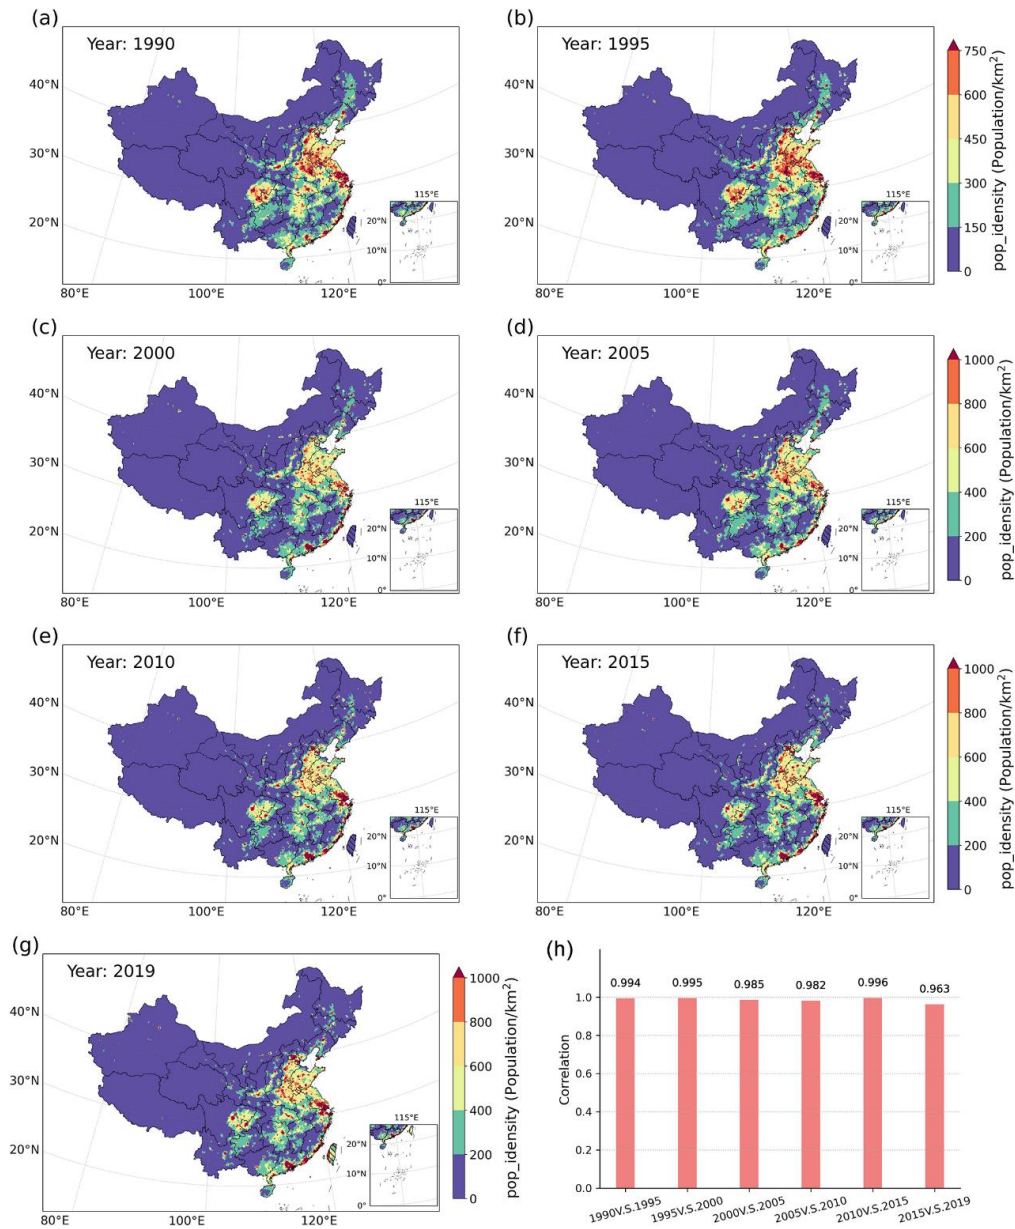 (a)
Year: 1990
40°N
30°N
20°N
80°E
100°E
120°E
115°E
20°N
10°N
0°
(b)
Year: 1995
40°N
30°N
20°N
80°E
100°E
120°E
115°E
20°N
10°N
0°
750
600
450
300
150
0
pop_idensity (Population/km²)
(c)
Year: 2000
40°N
30°N
20°N
80°E
100°E
120°E
115°E
20°N
10°N
0°
(d)
Year: 2005
40°N
30°N
20°N
80°E
100°E
120°E
115°E
20°N
10°N
0°
1000
800
600
400
200
0
pop_idensity (Population/km²)
(e)
Year: 2010
40°N
30°N
20°N
80°E
100°E
120°E
115°E
20°N
10°N
0°
(f)
Year: 2015
40°N
30°N
20°N
80°E
100°E
120°E
115°E
20°N
10°N
0°
1000
800
600
400
200
0
pop_idensity (Population/km²)
(g)
Year: 2019
40°N
30°N
20°N
80°E
100°E
120°E
115°E
20°N
10°N
0°
1000
800
600
400
200
0
pop_idensity (Population/km²)
(h)
Correlation
1.0
0.8
0.6
0.4
0.2
0.0
0.994
0.995
0.985
0.982
0.996
0.963
1990V.S.1995
1995V.S.2000
2000V.S.2005
2005V.S.2010
2010V.S.2015
2015V.S.2019